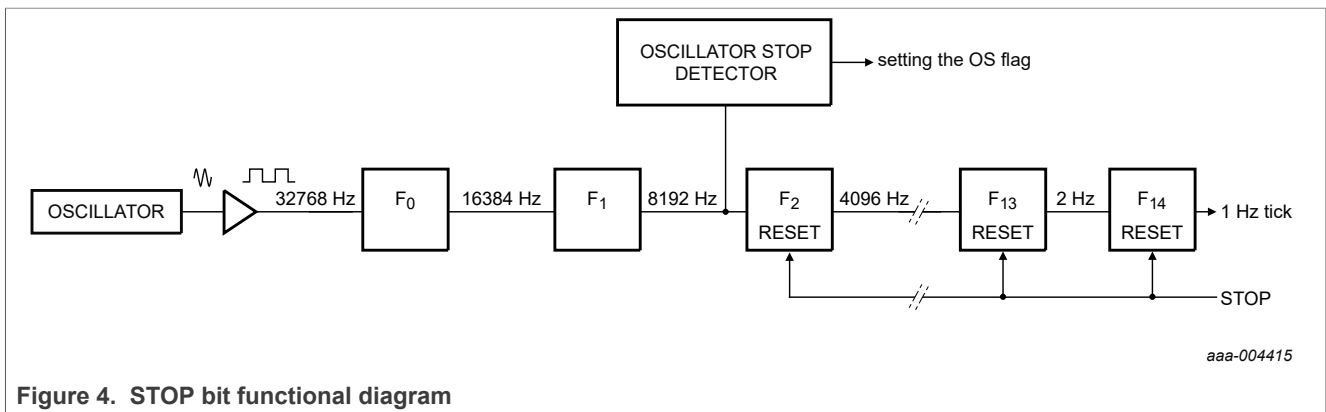 OSCILLATOR STOP
DETECTOR
setting the OS flag
OSCILLATOR
32768 Hz
F0
16384 Hz
F1
8192 Hz
F2
RESET
4096 Hz
F13
RESET
2 Hz
F14
RESET
1 Hz tick
STOP
aaa-004415
Figure 4. STOP bit functional diagram